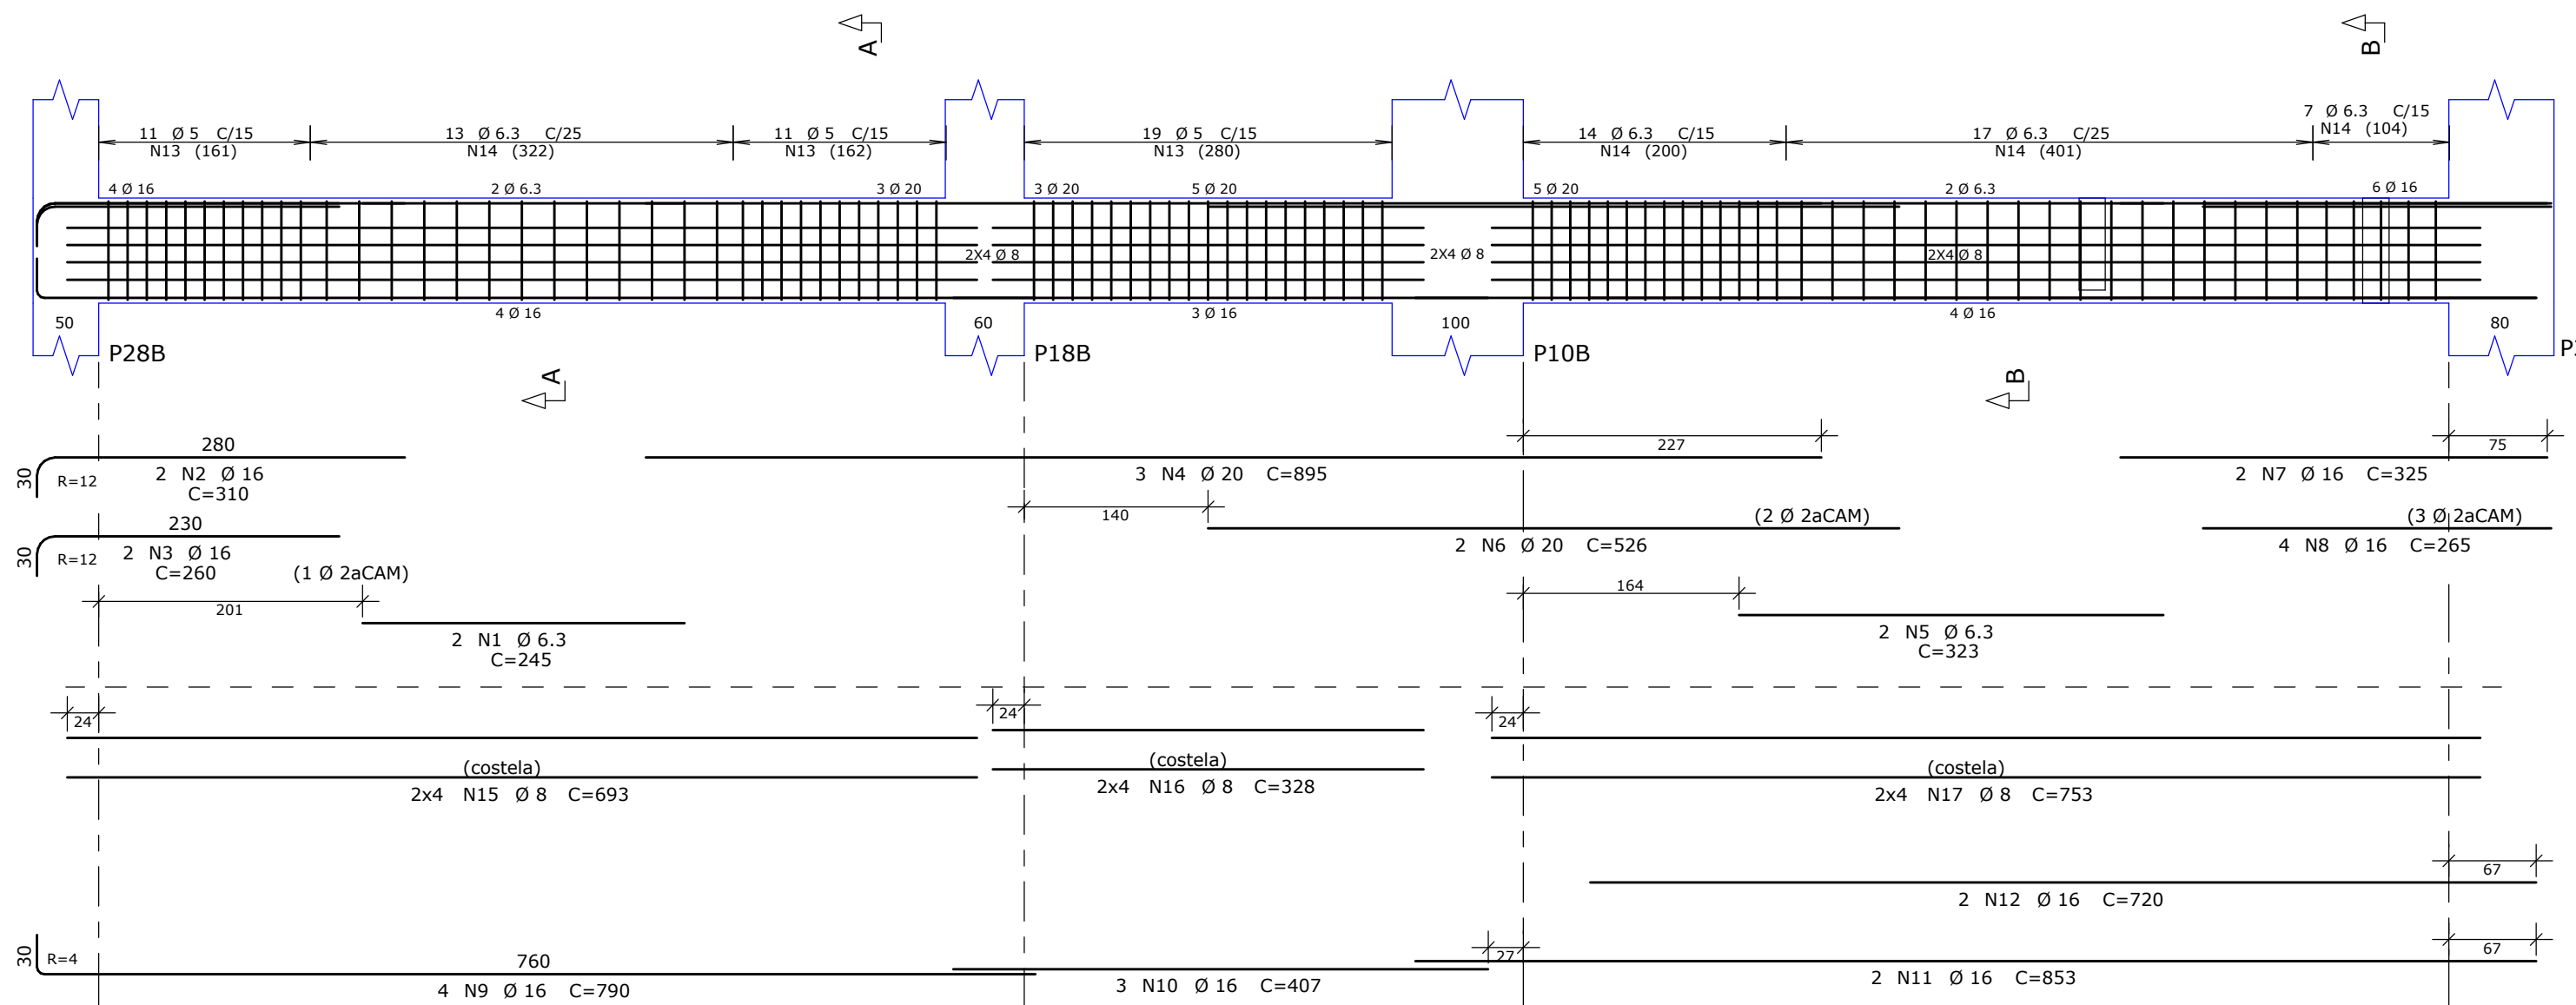 A
B
11 Ø 5 C/15
N13 (161)
13 Ø 6.3 C/25
N14 (322)
11 Ø 5 C/15
N13 (162)
19 Ø 5 C/15
N13 (280)
14 Ø 6.3 C/15
N14 (200)
17 Ø 6.3 C/25
N14 (401)
7 Ø 6.3 C/15
N14 (104)
4 Ø 16
2 Ø 6.3
3 Ø 20
3 Ø 20
5 Ø 20
5 Ø 20
2 Ø 6.3
6 Ø 16
2X4 Ø 8
2X4 Ø 8
2X4 Ø 8
4 Ø 16
3 Ø 16
4 Ø 16
50
60
100
80
P28B
P18B
P10B
A
B
280
30
R=12
2 N2 Ø 16
C=310
3 N4 Ø 20 C=895
227
75
2 N7 Ø 16 C=325
230
30
R=12
2 N3 Ø 16
C=260
(1 Ø 2aCAM)
140
(2 Ø 2aCAM)
2 N6 Ø 20 C=526
(3 Ø 2aCAM)
4 N8 Ø 16 C=265
201
2 N1 Ø 6.3
C=245
164
2 N5 Ø 6.3
C=323
24
24
24
(costela)
2x4 N15 Ø 8 C=693
(costela)
2x4 N16 Ø 8 C=328
(costela)
2x4 N17 Ø 8 C=753
67
2 N12 Ø 16 C=720
30
R=4
760
4 N9 Ø 16 C=790
27
3 N10 Ø 16 C=407
67
2 N11 Ø 16 C=853